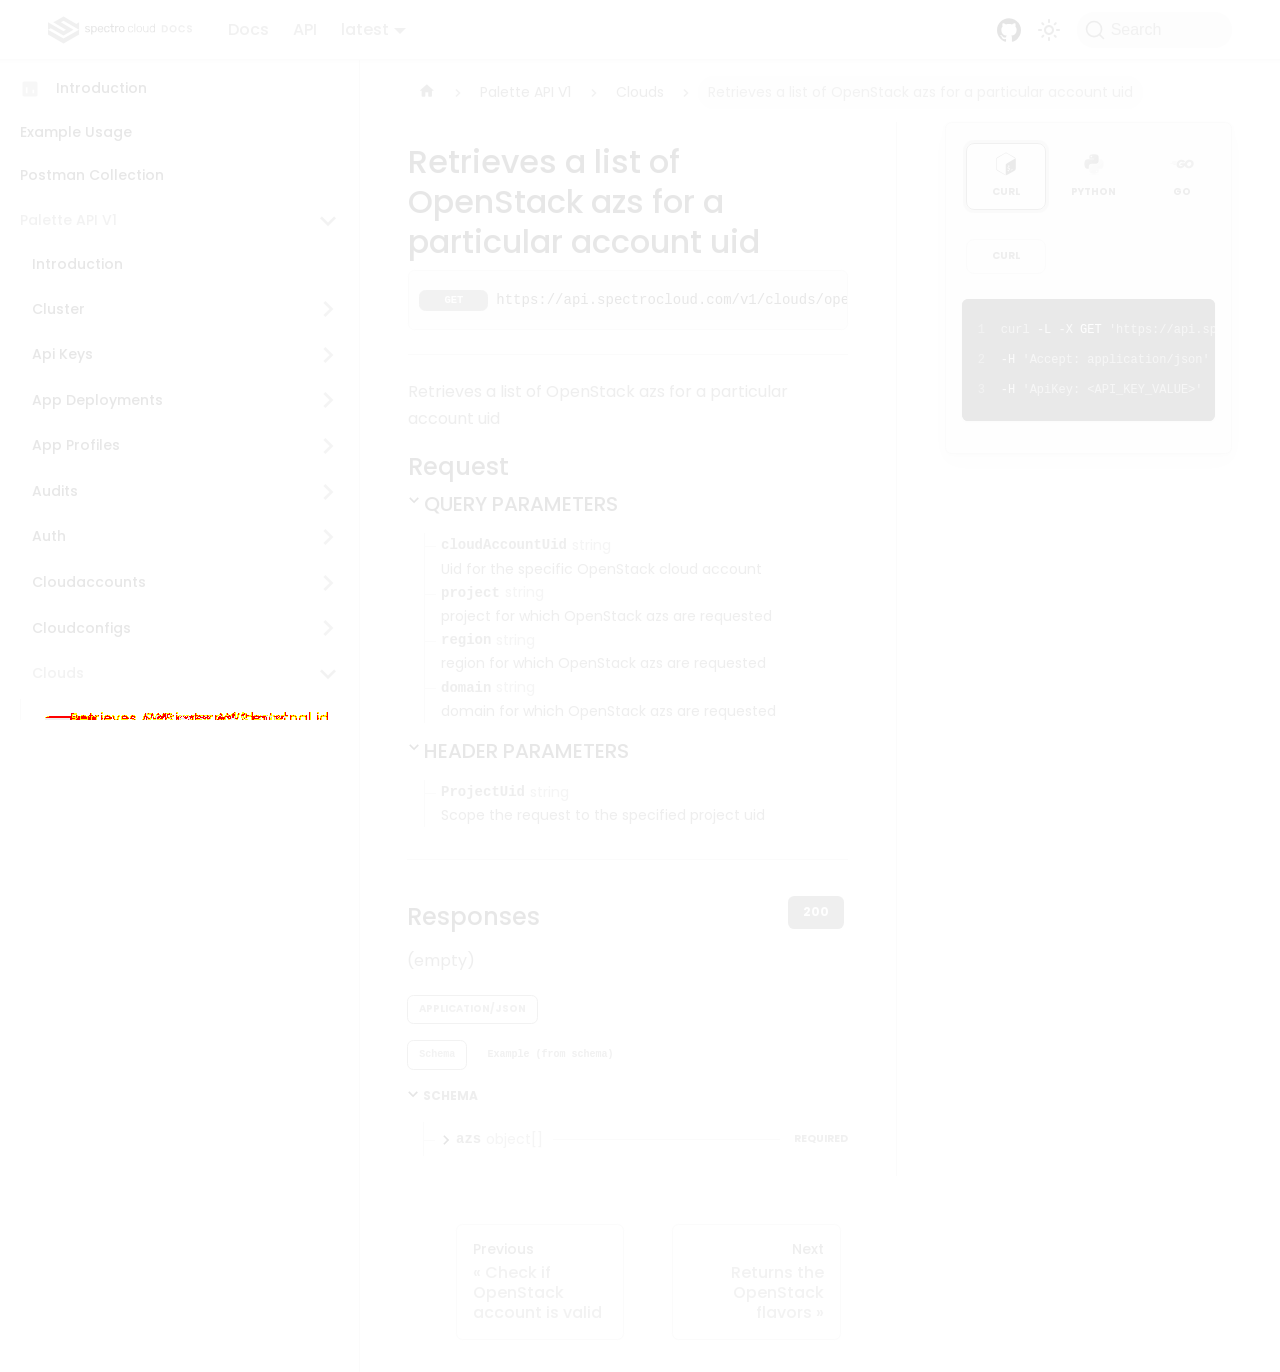 spectro cloud DOCS
Docs
API
latest
Search
Introduction
Example Usage
Postman Collection
Palette API V1
Introduction
Cluster
Api Keys
App Deployments
App Profiles
Audits
Auth
Cloudaccounts
Cloudconfigs
Clouds
Palette API V1
Clouds
Retrieves a list of OpenStack azs for a particular account uid
Retrieves a list of
OpenStack azs for a
particular account uid
GET https://api.spectrocloud.com/v1/clouds/ope
Retrieves a list of OpenStack azs for a particular
account uid
Request
QUERY PARAMETERS
cloudAccountUid string
Uid for the specific OpenStack cloud account
project string
project for which OpenStack azs are requested
region string
region for which OpenStack azs are requested
domain string
domain for which OpenStack azs are requested
HEADER PARAMETERS
ProjectUid string
Scope the request to the specified project uid
Responses
200
(empty)
APPLICATION/JSON
Schema
Example (from schema)
SCHEMA
azs object[]
REQUIRED
Previous
« Check if
OpenStack
account is valid
Next
Returns the
OpenStack
flavors »
CURL
PYTHON
GO
CURL
1 curl -L -X GET 'https://api.sp
2 -H 'Accept: application/json'
3 -H 'ApiKey: <API_KEY_VALUE>'